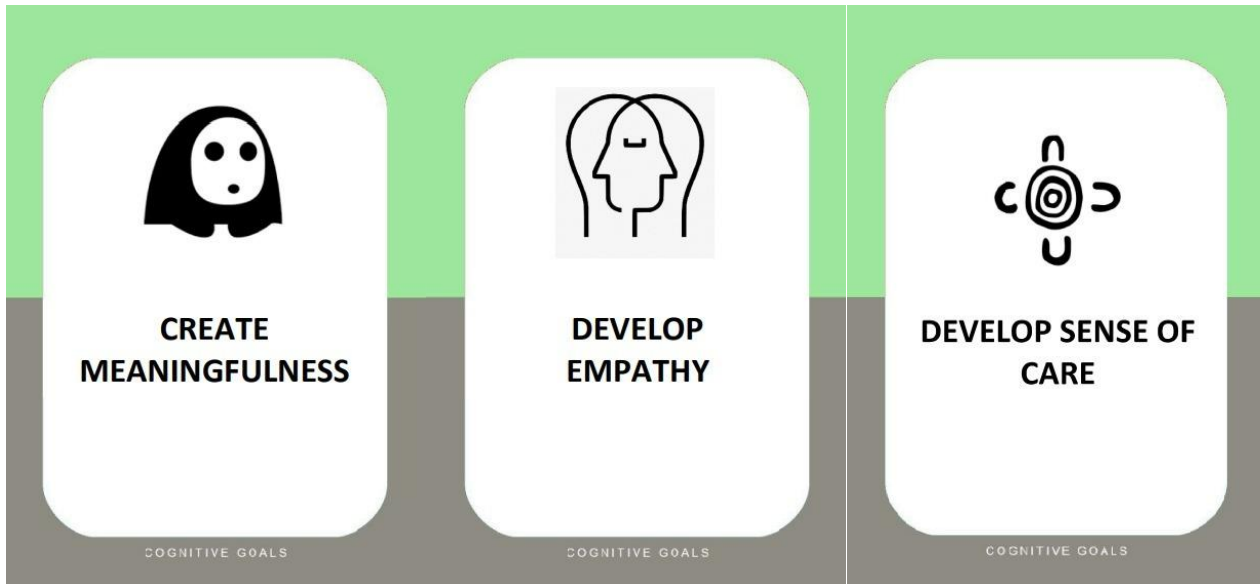 CREATE
MEANINGFULNESS
COGNITIVE GOALS
DEVELOP
EMPATHY
COGNITIVE GOALS
DEVELOP SENSE OF
CARE
COGNITIVE GOALS